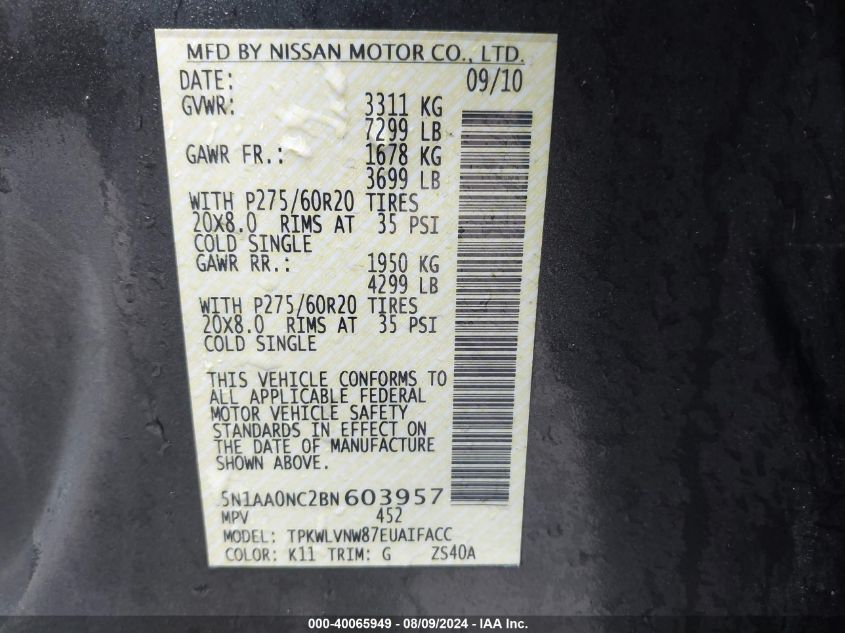 MFD BY NISSAN MOTOR CO., LTD.
DATE: 09/10
GVWR: 3311 KG
7299 LB
GAWR FR.: 1678 KG
3699 LB
WITH P275/60R20 TIRES
20X8.0 RIMS AT 35 PSI
COLD SINGLE
GAWR RR.: 1950 KG
4299 LB
WITH P275/60R20 TIRES
20X8.0 RIMS AT 35 PSI
COLD SINGLE
THIS VEHICLE CONFORMS TO
ALL APPLICABLE FEDERAL
MOTOR VEHICLE SAFETY
STANDARDS IN EFFECT ON
THE DATE OF MANUFACTURE
SHOWN ABOVE.
5N1AA0NC2BN603957
MPV 452
MODEL: TPKWLVNW87EUAIFACC
COLOR: K11 TRIM: G ZS40A
000-40065949 - 08/09/2024 - IAA Inc.